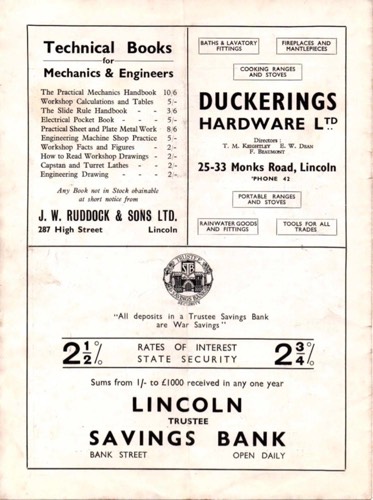 Technical Books
for
Mechanics & Engineers
The Practical Mechanics Handbook 10/6
Workshop Calculations and Tables 5/-
The Slide Rule Handbook - - 3/6
Electrical Pocket Book - - 5/-
Practical Sheet and Plate Metal Work 8/6
Engineering Machine Shop Practice 5/-
Workshop Facts and Figures - 2/-
How to Read Workshop Drawings - 2/-
Capstan and Turret Lathes - - 2/-
Engineering Drawing - - - 2/-
Any Book not in Stock obtainable
at short notice from
J. W. RUDDOCK & SONS LTD.
287 High Street Lincoln
BATHS & LAVATORY
FITTINGS
FIREPLACES and
MANTLEPIECES
COOKING RANGES
AND STOVES
DUCKERINGS
HARDWARE LTD.
Directors:
T. M. Keightley E. W. Dean
F. Beaumont
25-33 Monks Road, Lincoln
'PHONE 42
PORTABLE RANGES
AND STOVES
RAINWATER GOODS
AND FITTINGS
TOOLS FOR ALL
TRADES
TRUSTEE
TSB
SAVINGS BANK
SECURITY
"All deposits in a Trustee Savings Bank
are War Savings"
2½% RATES OF INTEREST 2¾%
STATE SECURITY
Sums from 1/- to £1000 received in any one year
LINCOLN
TRUSTEE
SAVINGS BANK
BANK STREET OPEN DAILY